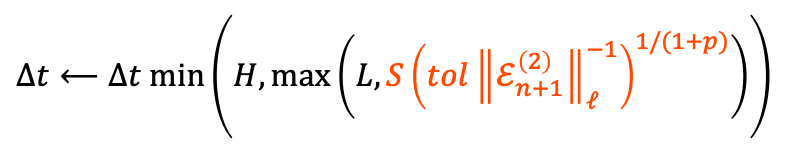 Δt ⟵ Δt min(H, max(L, S(tol ‖ℰ_{n+1}^{(2)}‖_ℓ^{-1})^{1/(1+p)}))